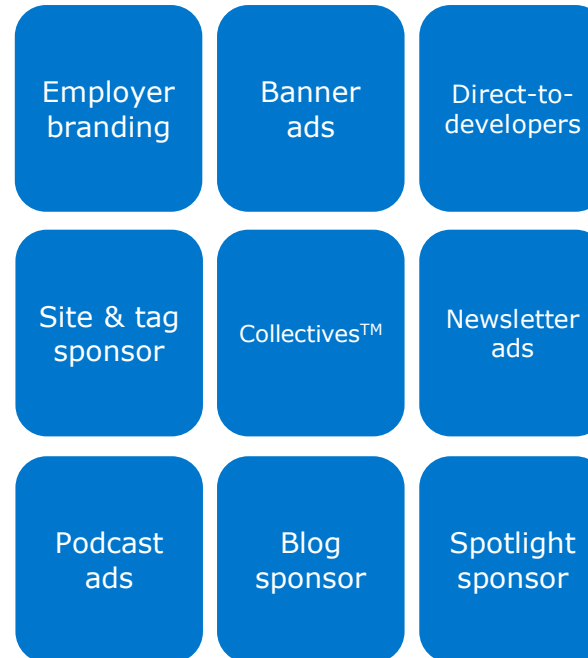 Employer
branding
Banner
ads
Direct-to-
developers
Site & tag
sponsor
Collectives™
Newsletter
ads
Podcast
ads
Blog
sponsor
Spotlight
sponsor